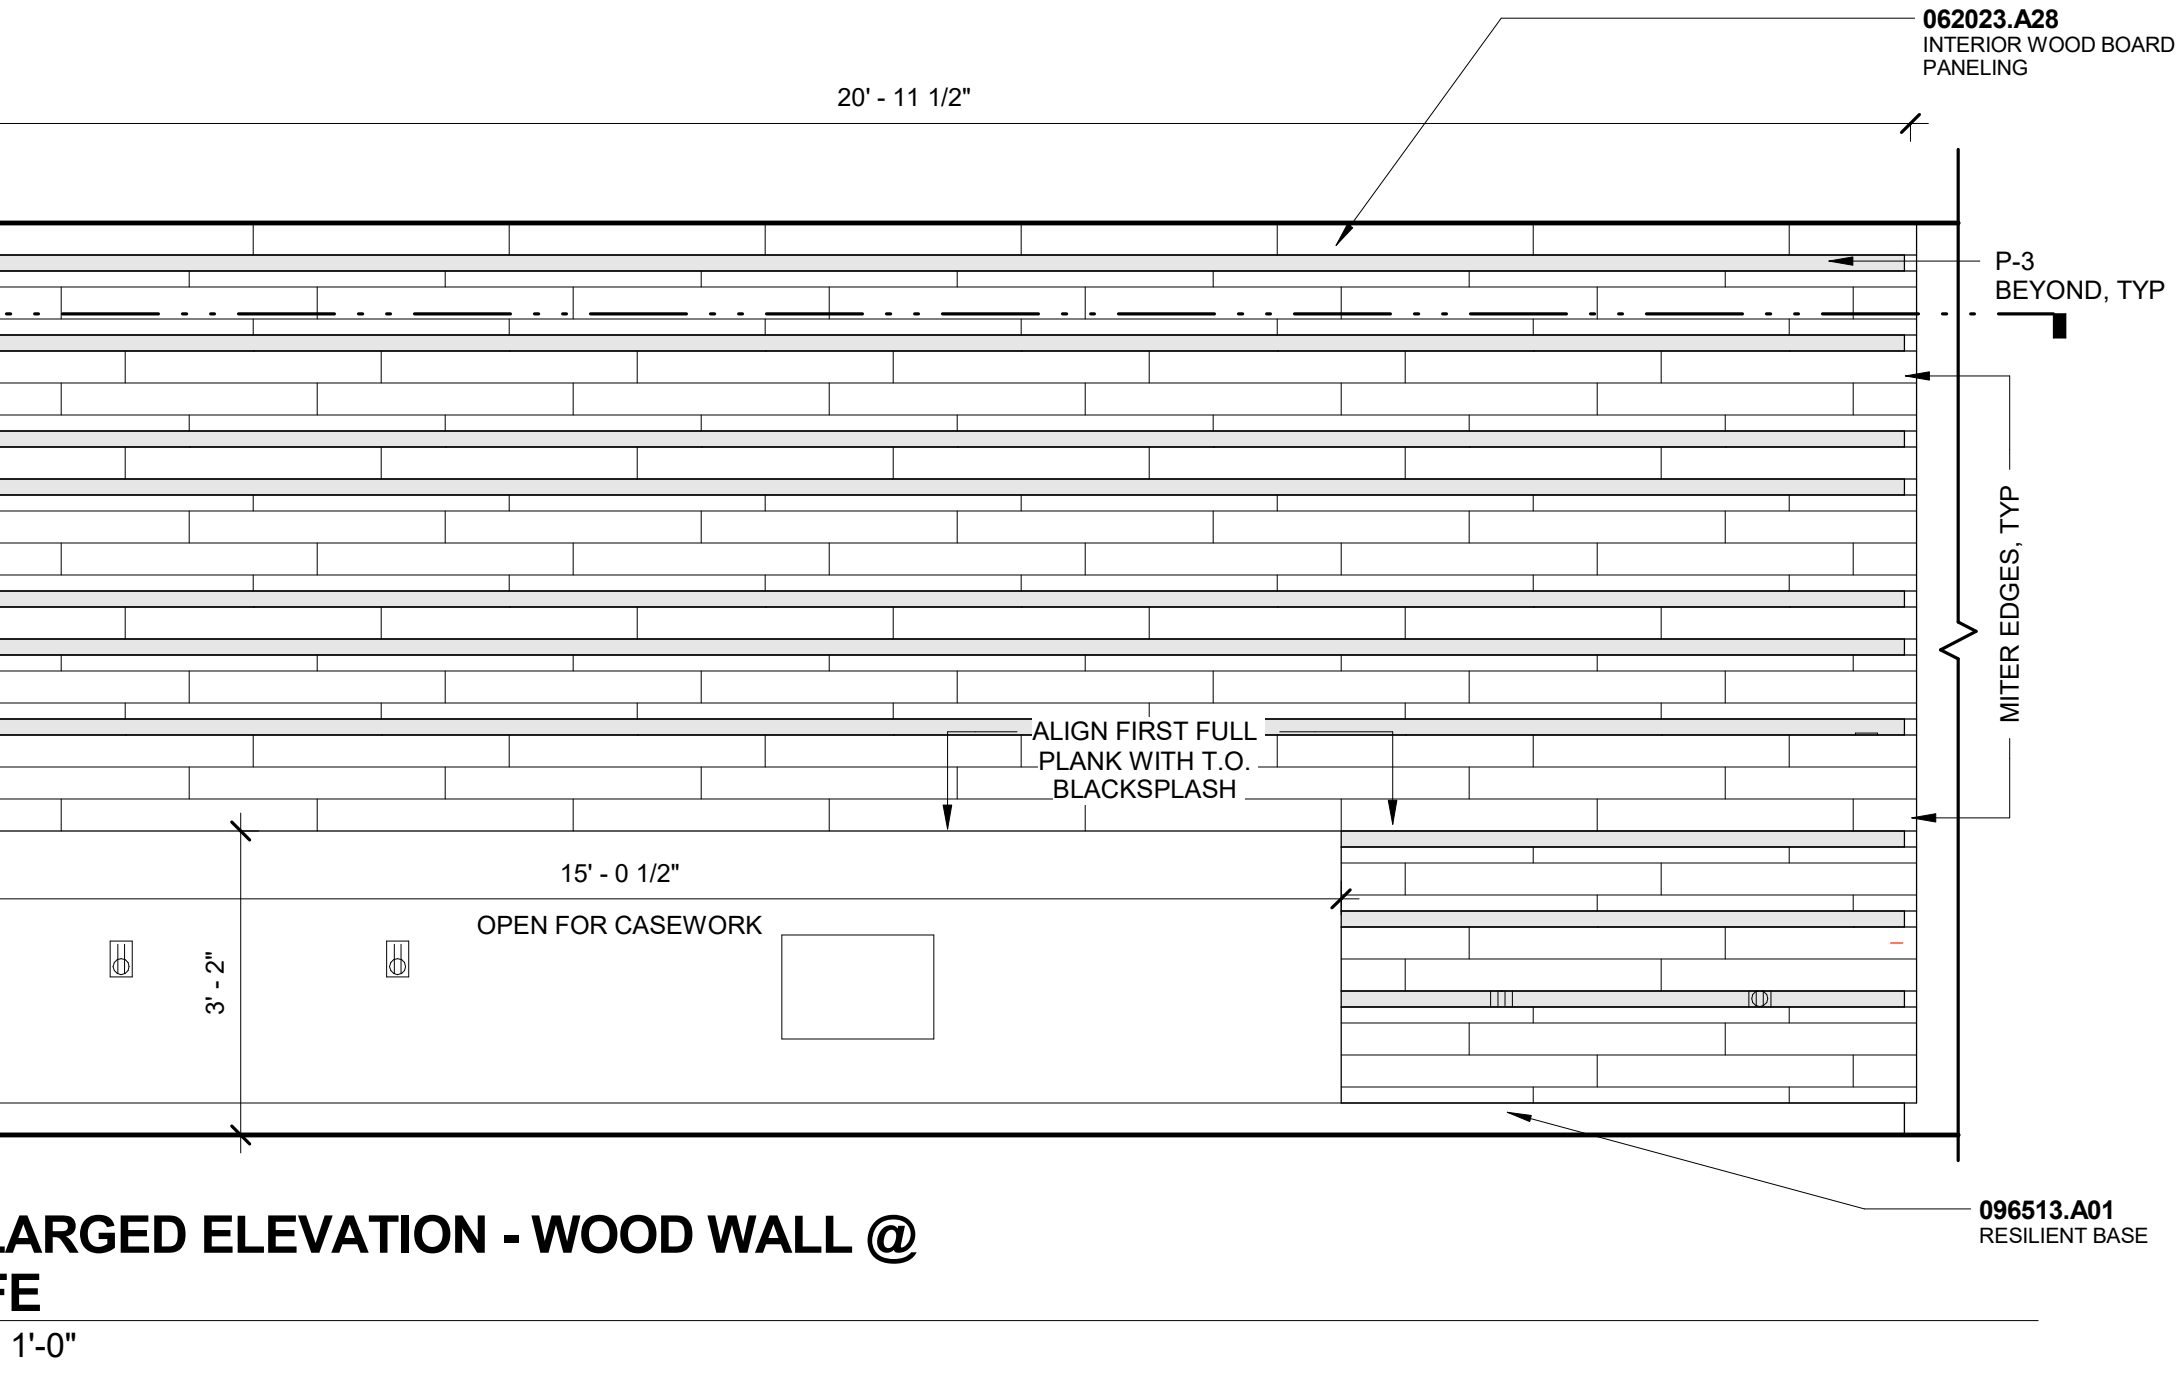 062023.A28
INTERIOR WOOD BOARD
PANELING
20' - 11 1/2"
P-3
BEYOND, TYP
MITER EDGES, TYP
ALIGN FIRST FULL
PLANK WITH T.O.
BLACKSPLASH
15' - 0 1/2"
OPEN FOR CASEWORK
3' - 2"
096513.A01
RESILIENT BASE
LARGED ELEVATION - WOOD WALL @
FE
1'-0"